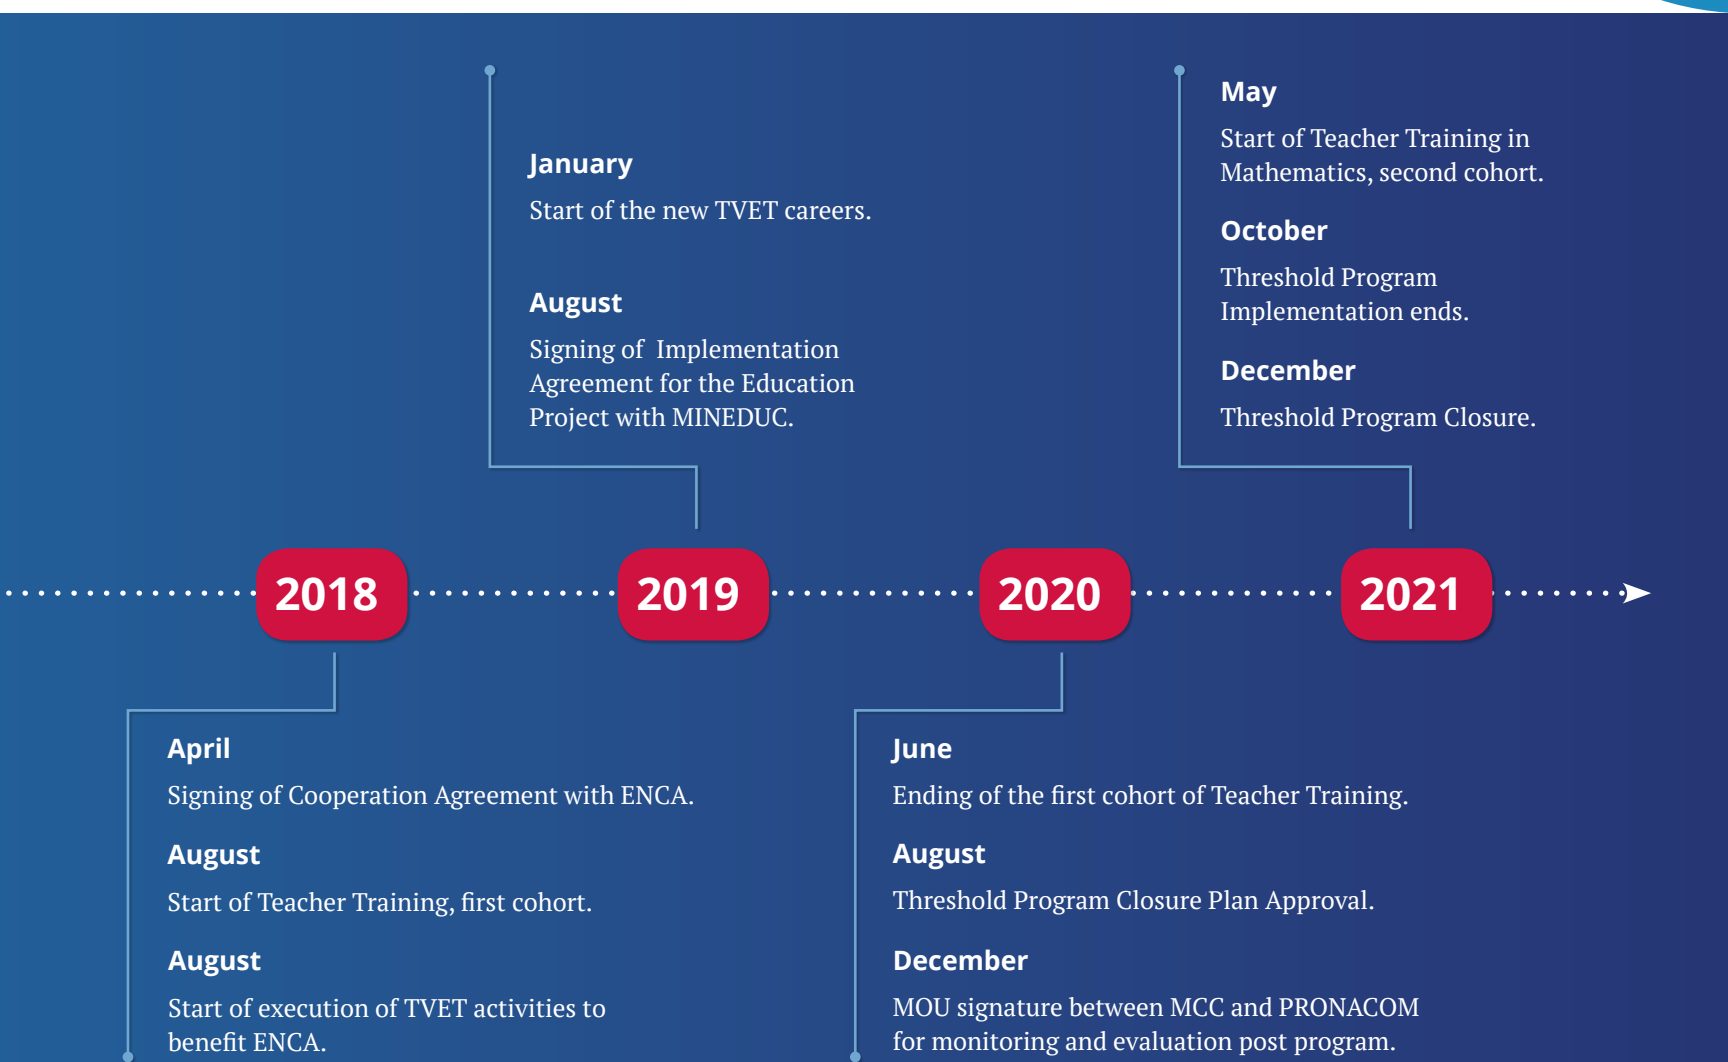 January
Start of the new TVET careers.
August
Signing of Implementation
Agreement for the Education
Project with MINEDUC.
May
Start of Teacher Training in
Mathematics, second cohort.
October
Threshold Program
Implementation ends.
December
Threshold Program Closure.
2018
2019
2020
2021
April
Signing of Cooperation Agreement with ENCA.
August
Start of Teacher Training, first cohort.
August
Start of execution of TVET activities to
benefit ENCA.
June
Ending of the first cohort of Teacher Training.
August
Threshold Program Closure Plan Approval.
December
MOU signature between MCC and PRONACOM
for monitoring and evaluation post program.